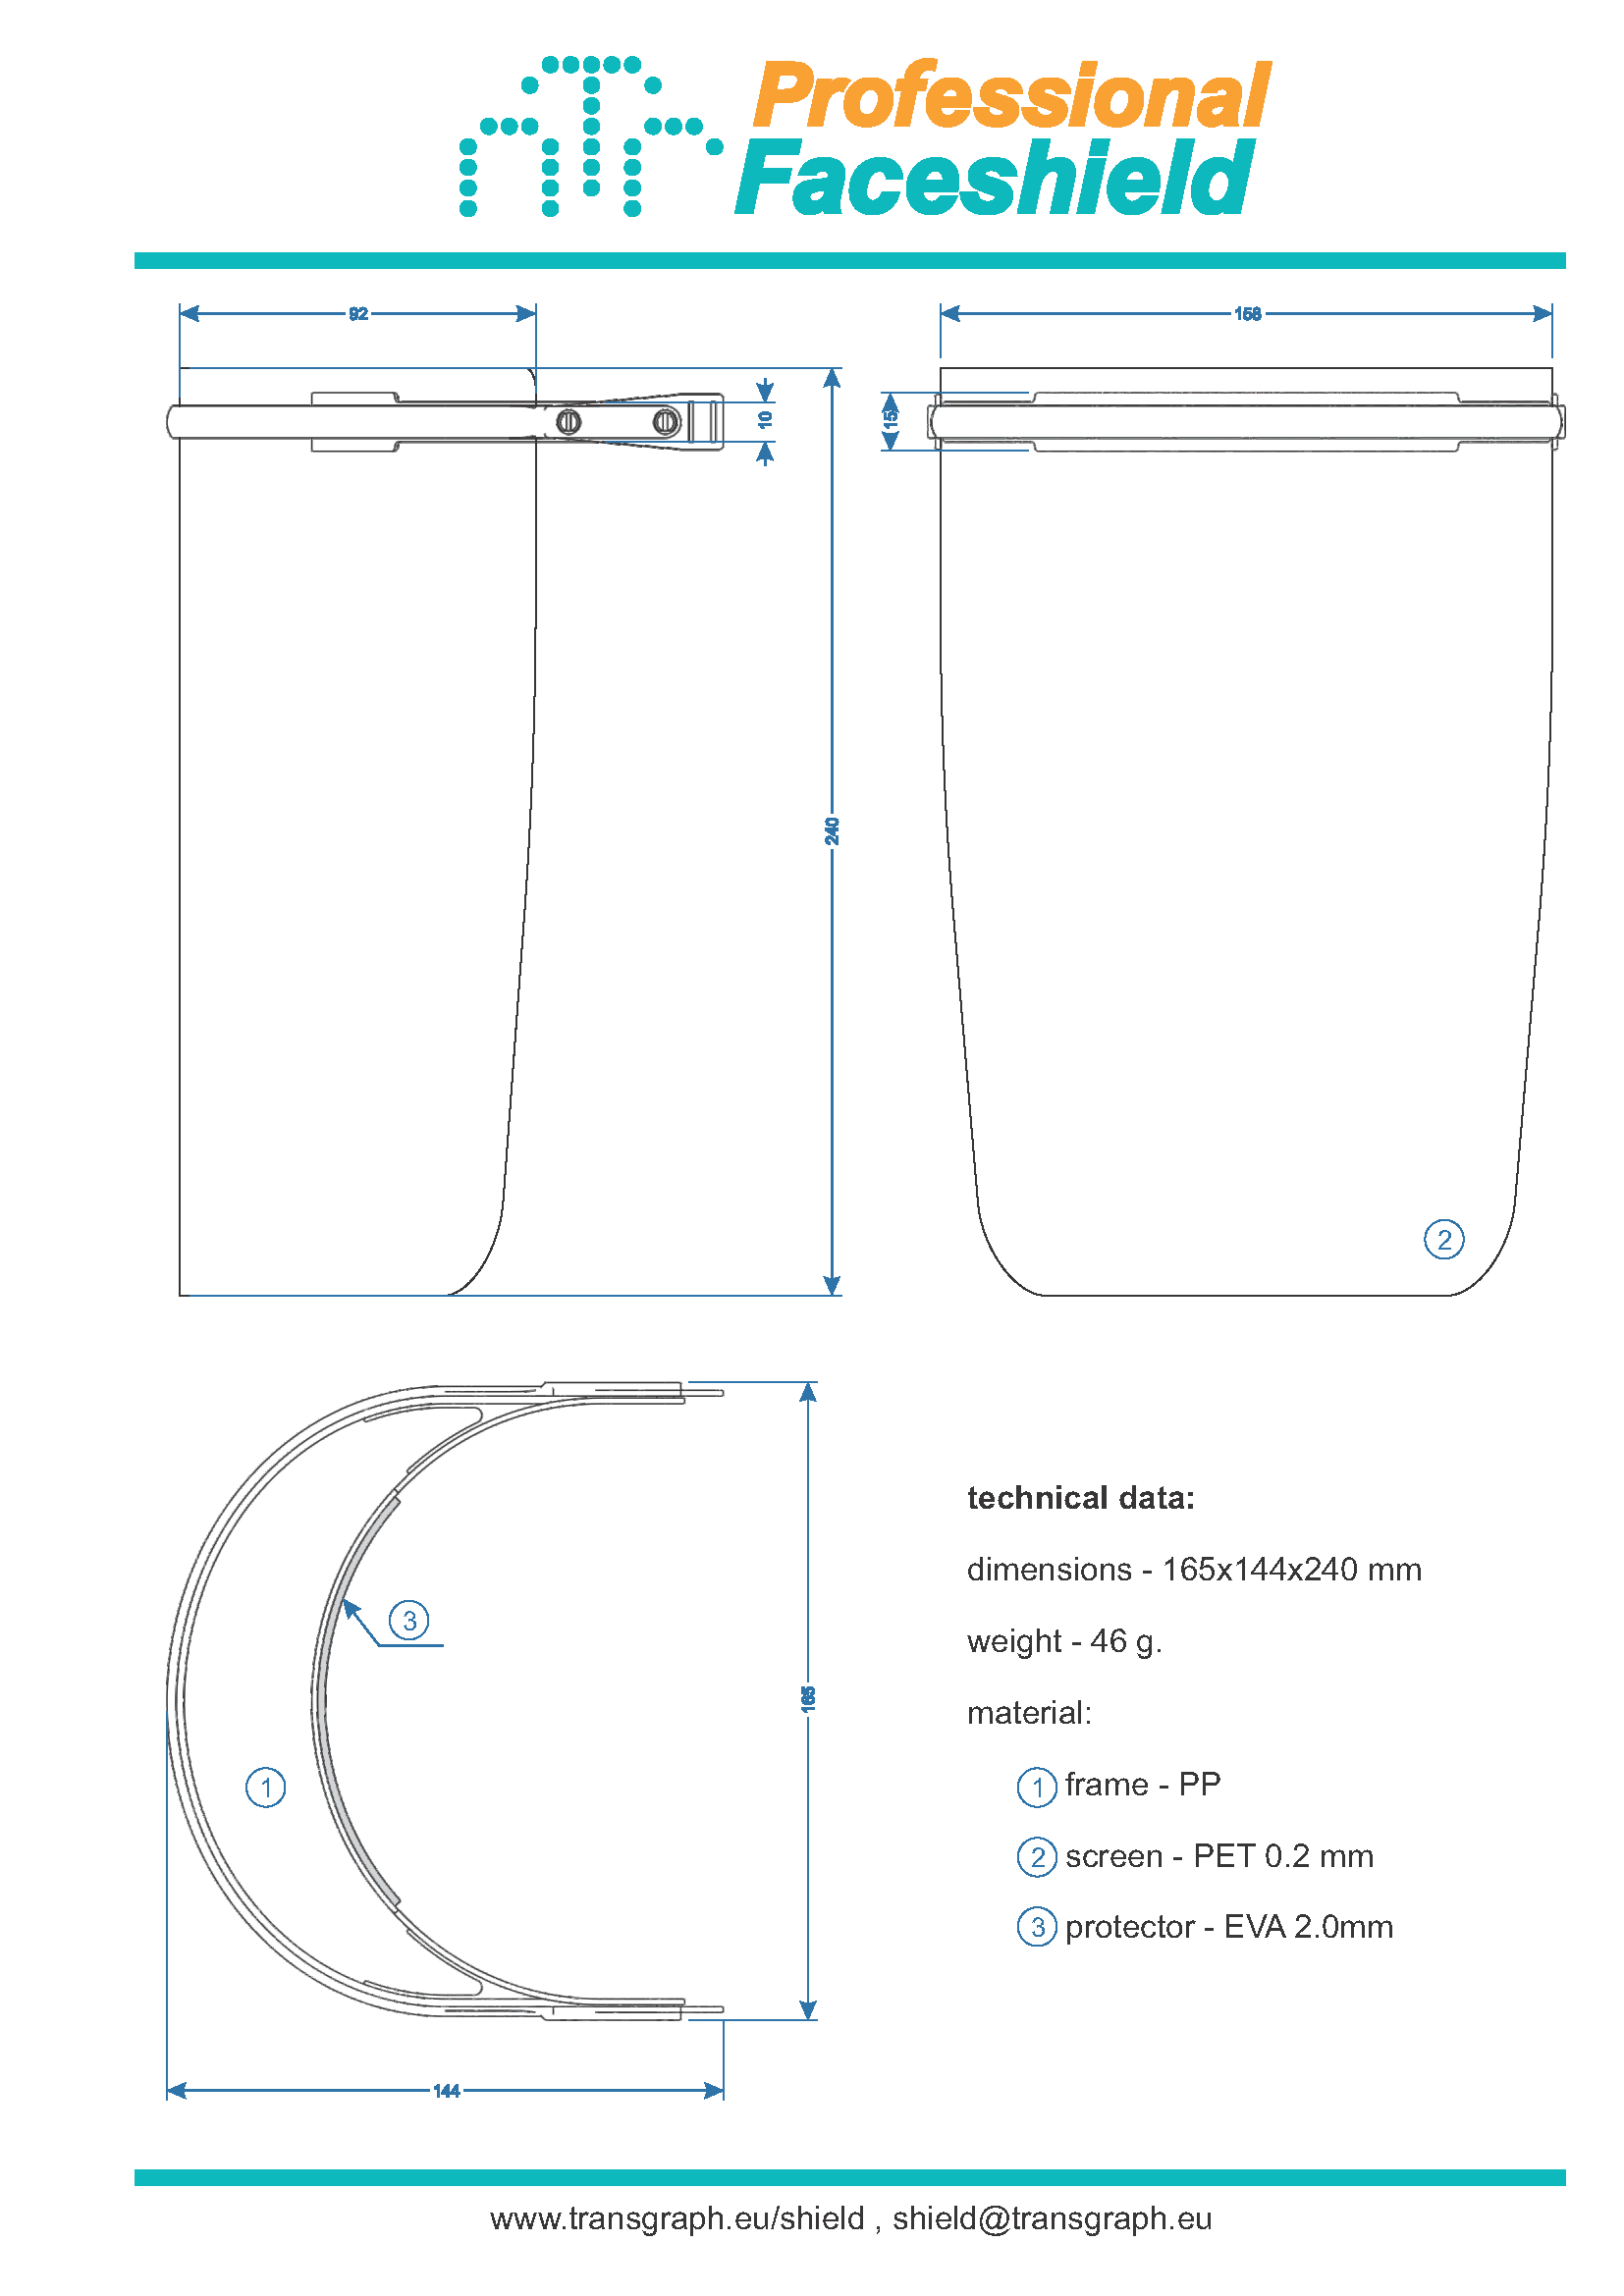 Professional
Faceshield
92
158
10
(15)
240
2
3
165
1
144
technical data:
dimensions - 165x144x240 mm
weight - 46 g.
material:
1 frame - PP
2 screen - PET 0.2 mm
3 protector - EVA 2.0mm
www.transgraph.eu/shield , shield@transgraph.eu